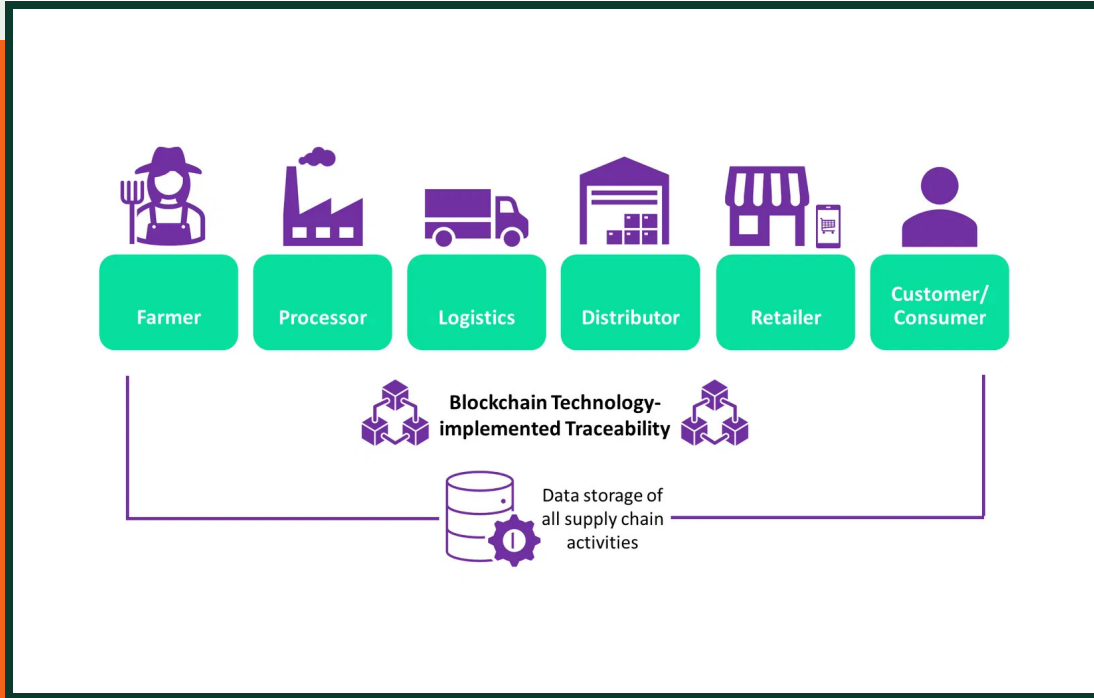 Farmer
Processor
Logistics
Distributor
Retailer
Customer/
Consumer
Blockchain Technology-
implemented Traceability
Data storage of
all supply chain
activities